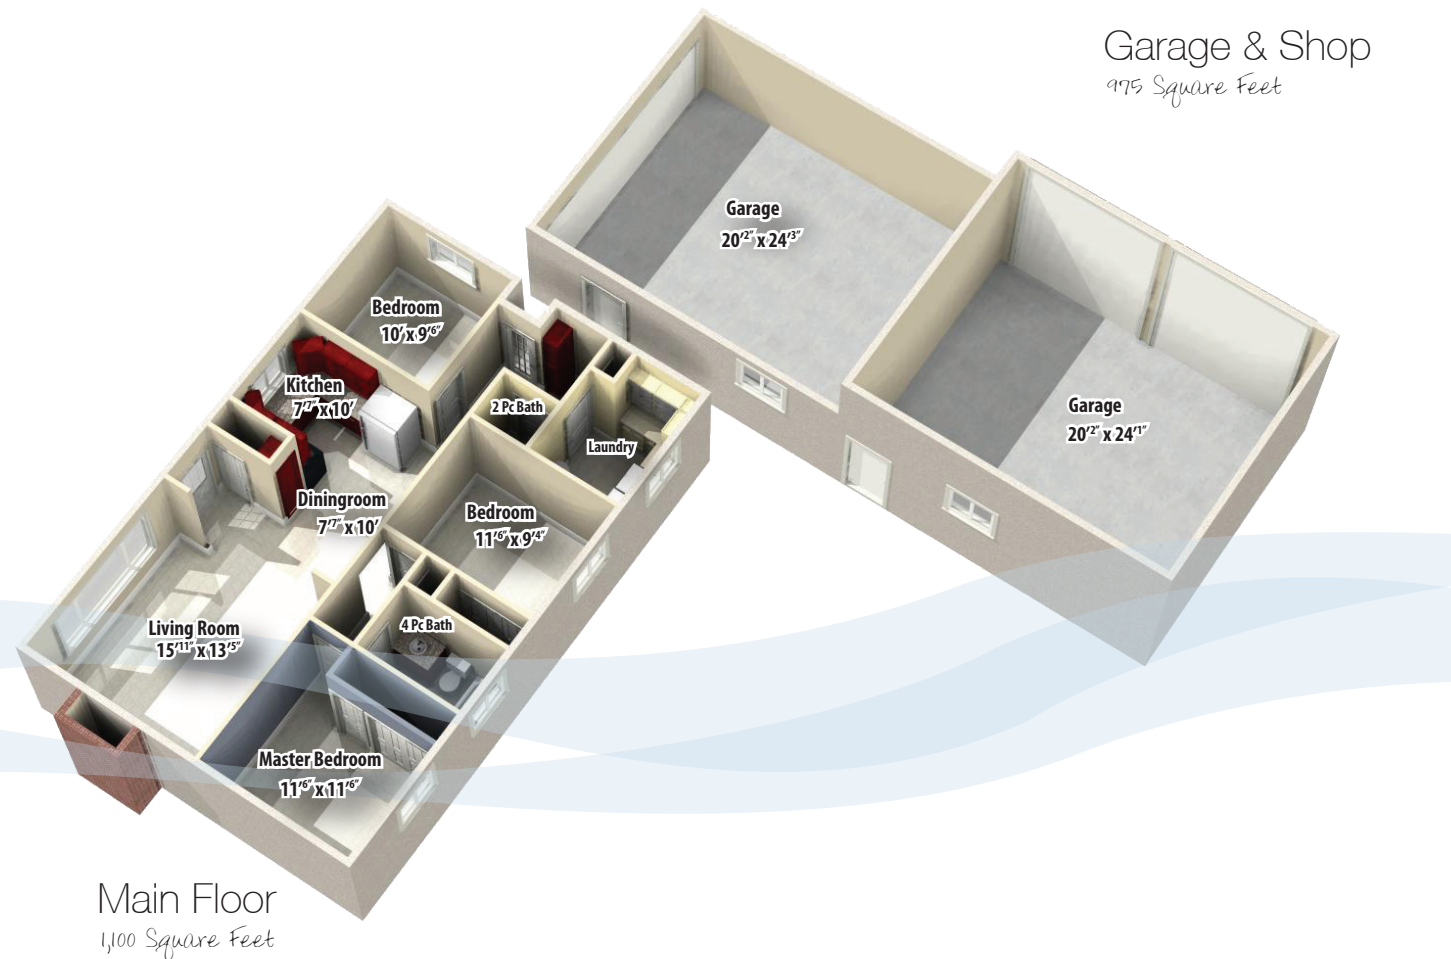 Garage & Shop
975 Square Feet
Garage
20'2" x 24'3"
Bedroom
10' x 9'6"
Kitchen
7'7" x 10'
2 Pc Bath
Garage
20'2" x 24'1"
Laundry
Diningroom
7'7" x 10'
Bedroom
11'6" x 9'4"
Living Room
15'11" x 13'5"
4 Pc Bath
Master Bedroom
11'6" x 11'6"
Main Floor
1,100 Square Feet